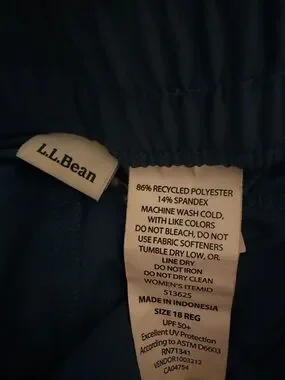 L.L.Bean
86% RECYCLED POLYESTER
14% SPANDEX
MACHINE WASH COLD,
WITH LIKE COLORS
DO NOT BLEACH, DO NOT
USE FABRIC SOFTENERS
TUMBLE DRY LOW, OR
LINE DRY
DO NOT IRON
DO NOT DRY CLEAN
WOMEN'S ITEMID
513625
MADE IN INDONESIA
SIZE 18 REG
UPF 50+
Excellent UV Protection
According to ASTM D6603
RN71341
VENDOR1003212
CA04754